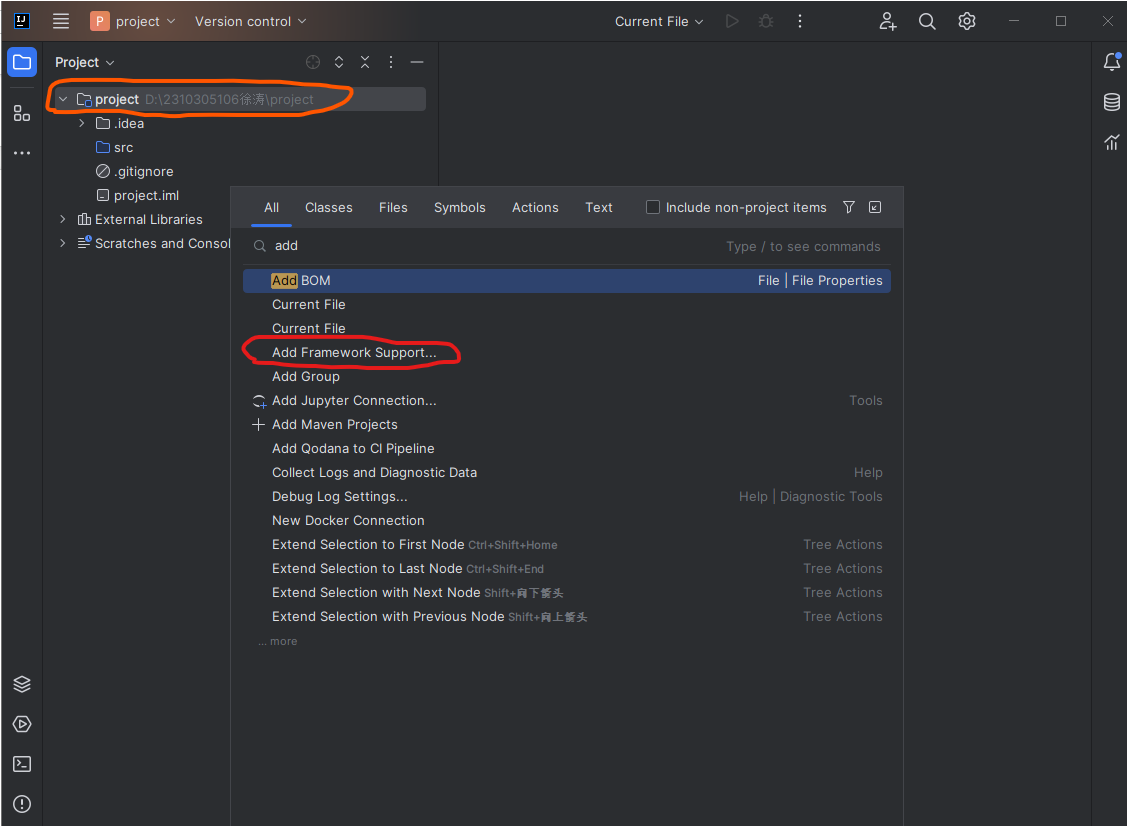 P project Version control Current File
Project
project D:\2310305106徐涛\project
.idea
src
.gitignore
project.iml
External Libraries
Scratches and Consol
All Classes Files Symbols Actions Text Include non-project items
add Type / to see commands
Add BOM File | File Properties
Current File
Current File
Add Framework Support...
Add Group
Add Jupyter Connection... Tools
Add Maven Projects
Add Qodana to CI Pipeline
Collect Logs and Diagnostic Data Help
Debug Log Settings... Help | Diagnostic Tools
New Docker Connection
Extend Selection to First Node Ctrl+Shift+Home Tree Actions
Extend Selection to Last Node Ctrl+Shift+End Tree Actions
Extend Selection with Next Node Shift+向下箭头 Tree Actions
Extend Selection with Previous Node Shift+向上箭头 Tree Actions
... more